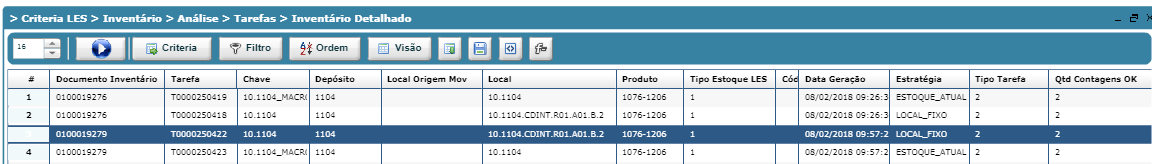 > Criteria LES > Inventário > Análise > Tarefas > Inventário Detalhado
16 Criteria Filtro Ordem Visão
# Documento Inventário Tarefa Chave Depósito Local Origem Mov Local Produto Tipo Estoque LES Cód Data Geração Estratégia Tipo Tarefa Qtd Contagens OK
1 0100019276 T0000250419 10.1104_MACR 1104 10.1104 1076-1206 1 08/02/2018 09:26:3 ESTOQUE_ATUAL 2 2
2 0100019276 T0000250418 10.1104 1104 10.1104.CDINT.R01.A01.B.2 1076-1206 1 08/02/2018 09:26:3 LOCAL_FIXO 2 2
0100019279 T0000250422 10.1104 1104 10.1104.CDINT.R01.A01.B.2 1076-1206 1 08/02/2018 09:57:2 LOCAL_FIXO 2 2
4 0100019279 T0000250423 10.1104_MACR 1104 10.1104 1076-1206 1 08/02/2018 09:57:2 ESTOQUE_ATUAL 2 2